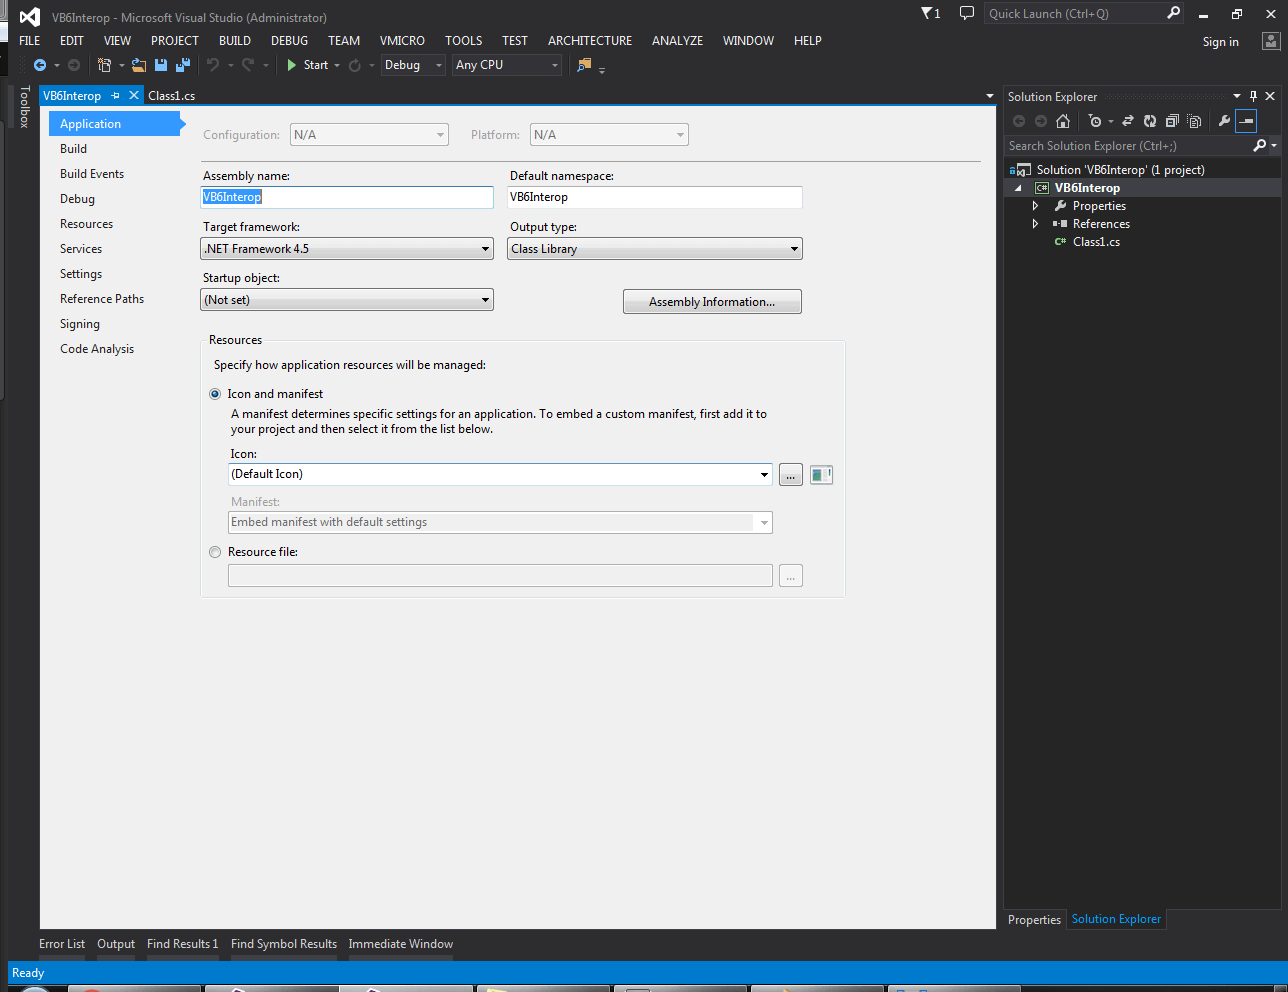 VB6Interop - Microsoft Visual Studio (Administrator)
1
Quick Launch (Ctrl+Q)
FILE EDIT VIEW PROJECT BUILD DEBUG TEAM VMICRO TOOLS TEST ARCHITECTURE ANALYZE WINDOW HELP
Sign in
Start Debug Any CPU
Toolbox
VB6Interop Class1.cs
Application
Build
Build Events
Debug
Resources
Services
Settings
Reference Paths
Signing
Code Analysis
Configuration: N/A Platform: N/A
Assembly name: Default namespace:
VB6Interop VB6Interop
Target framework: Output type:
.NET Framework 4.5 Class Library
Startup object:
(Not set) Assembly Information...
Resources
Specify how application resources will be managed:
Icon and manifest
A manifest determines specific settings for an application. To embed a custom manifest, first add it to
your project and then select it from the list below.
Icon:
(Default Icon) ...
Manifest:
Embed manifest with default settings
Resource file:
...
Solution Explorer
Search Solution Explorer (Ctrl+;)
Solution 'VB6Interop' (1 project)
C# VB6Interop
Properties
References
C# Class1.cs
Properties Solution Explorer
Error List Output Find Results 1 Find Symbol Results Immediate Window
Ready